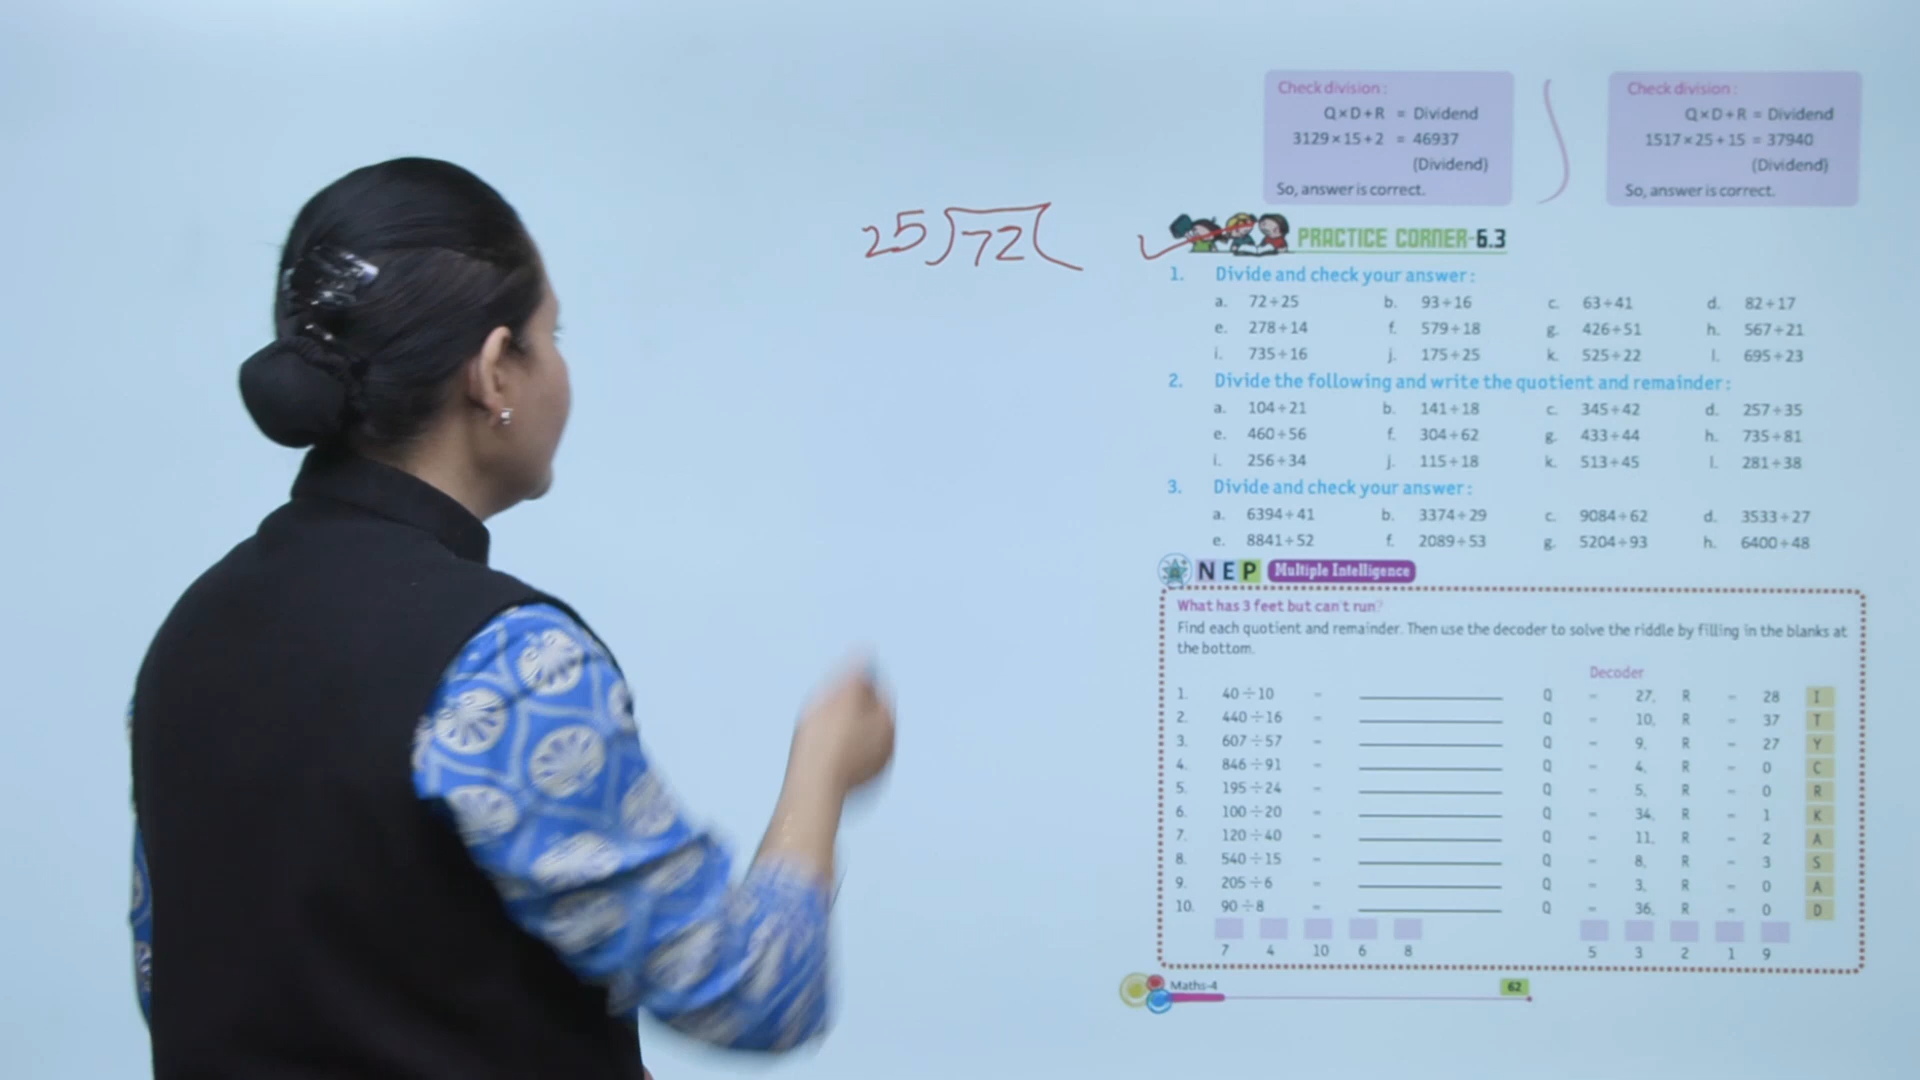 25)72(
Check division :
Q×D+R = Dividend
3129×15+2 = 46937
(Dividend)
So, answer is correct.
Check division :
Q×D+R = Dividend
1517×25+15 = 37940
(Dividend)
So, answer is correct.
PRACTICE CORNER-6.3
1. Divide and check your answer :
a. 72÷25 b. 93÷16 c. 63÷41 d. 82÷17
e. 278÷14 f. 579÷18 g. 426÷51 h. 567÷21
i. 735÷16 j. 175÷25 k. 525÷22 l. 695÷23
2. Divide the following and write the quotient and remainder :
a. 104÷21 b. 141÷18 c. 345÷42 d. 257÷35
e. 460÷56 f. 304÷62 g. 433÷44 h. 735÷81
i. 256÷34 j. 115÷18 k. 513÷45 l. 281÷38
3. Divide and check your answer :
a. 6394÷41 b. 3374÷29 c. 9084÷62 d. 3533÷27
e. 8841÷52 f. 2089÷53 g. 5204÷93 h. 6400÷48
NEP Multiple Intelligence
What has 3 feet but can't run?
Find each quotient and remainder. Then use the decoder to solve the riddle by filling in the blanks at
the bottom.
Decoder
1. 40÷10 - Q - 27, R - 28 I
2. 440÷16 - Q - 10, R - 37 T
3. 607÷57 - Q - 9, R - 27 Y
4. 846÷91 - Q - 4, R - 0 C
5. 195÷24 - Q - 5, R - 0 R
6. 100÷20 - Q - 34, R - 1 K
7. 120÷40 - Q - 11, R - 2 A
8. 540÷15 - Q - 8, R - 3 S
9. 205÷6 - Q - 3, R - 0 A
10. 90÷8 - Q - 36, R - 0 D
7 4 10 6 8 5 3 2 1 9
Maths-4 62